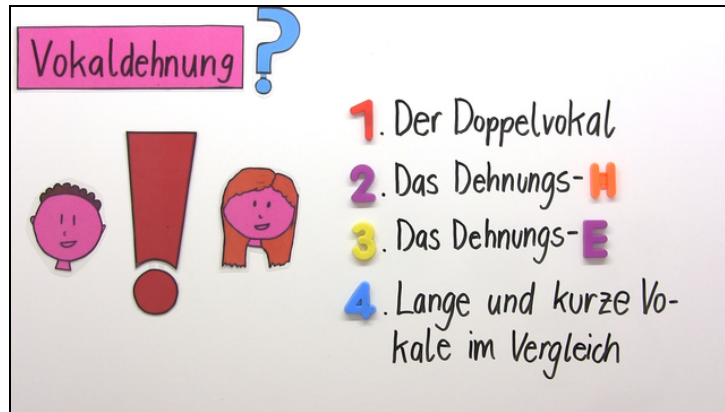 Vokaldehnung?
1. Der Doppelvokal
2. Das Dehnungs-H
3. Das Dehnungs-E
4. Lange und kurze Vo-
kale im Vergleich